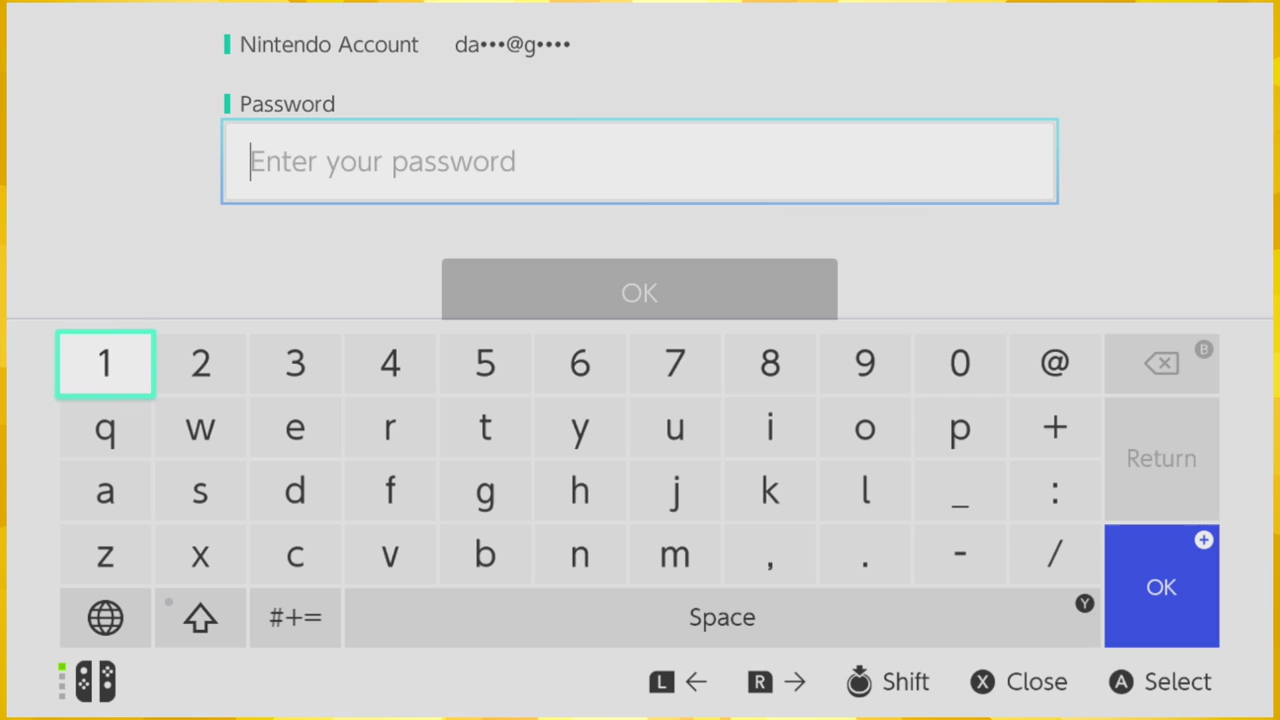 Nintendo Account da•••@g••••
Password
Enter your password
OK
1 2 3 4 5 6 7 8 9 0 @ B
q w e r t y u i o p + Return
a s d f g h j k l _ :
z x c v b n m , . - / + OK
#+= Space Y
L ← R → Shift X Close A Select